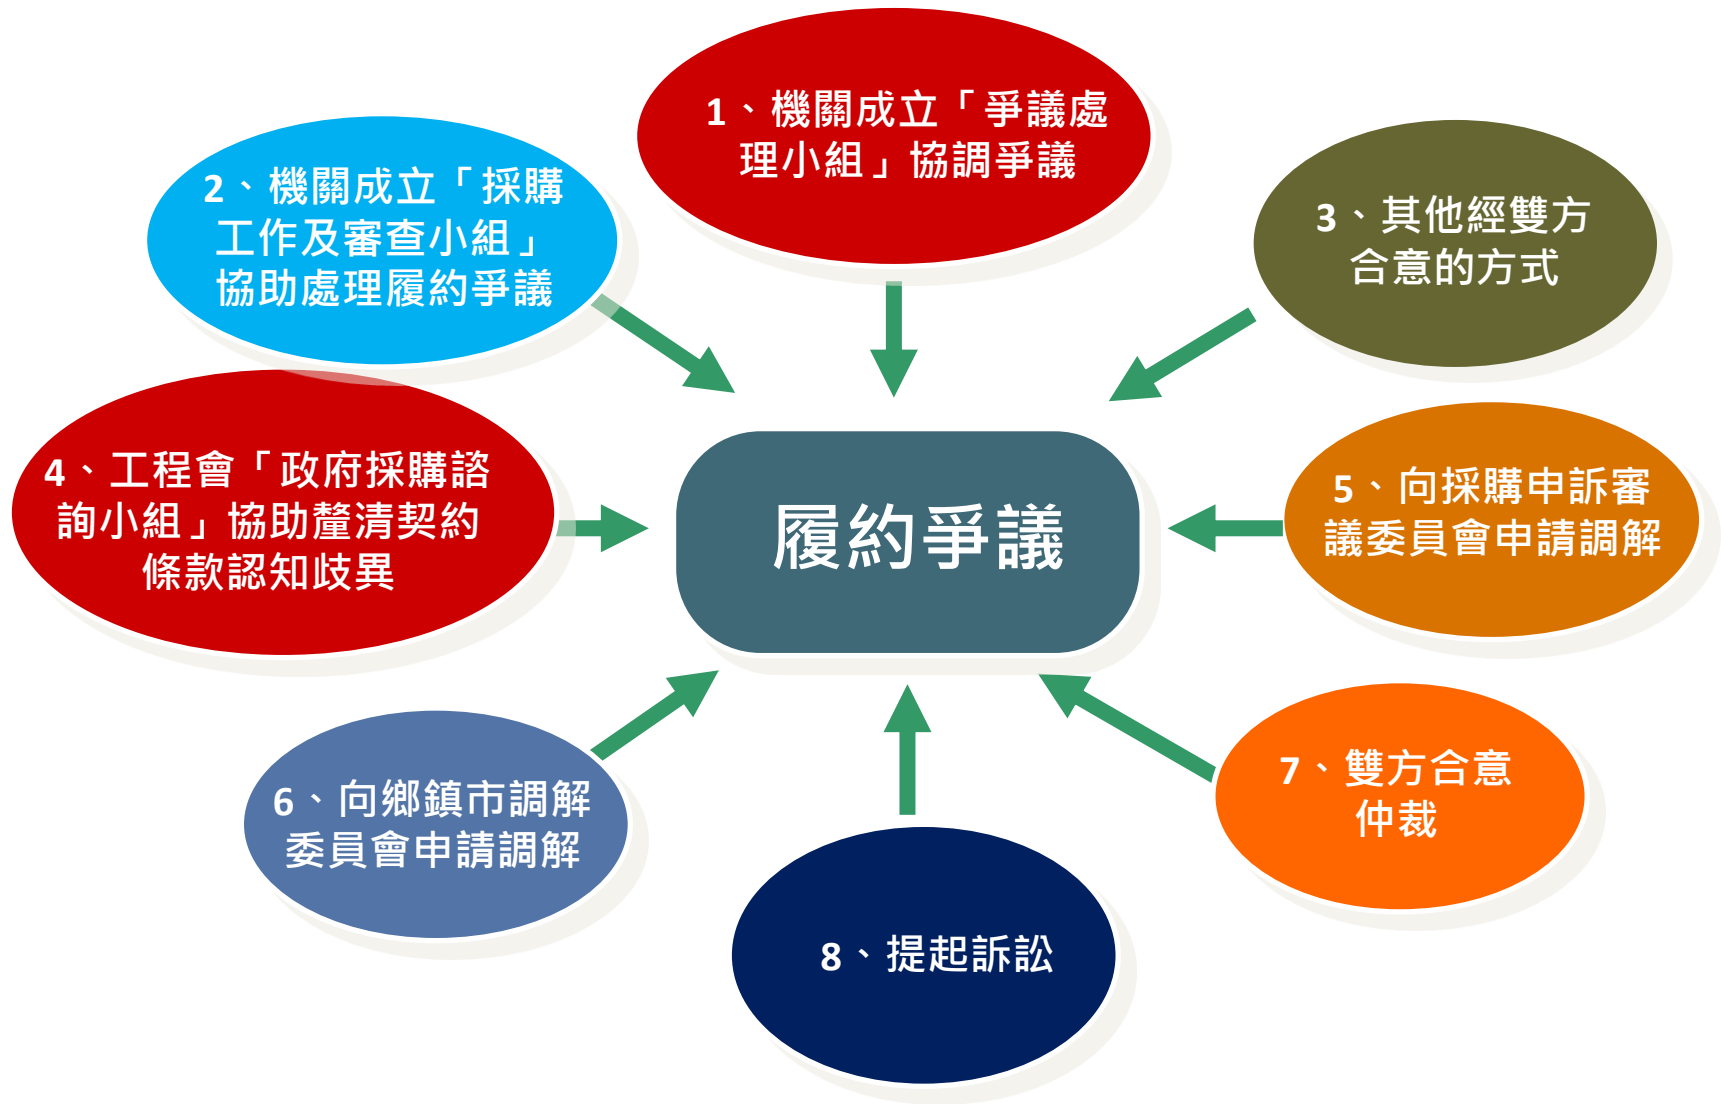 1、機關成立「爭議處
理小組」協調爭議
2、機關成立「採購
工作及審查小組」
協助處理履約爭議
3、其他經雙方
合意的方式
4、工程會「政府採購諮
詢小組」協助釐清契約
條款認知歧異
履約爭議
5、向採購申訴審
議委員會申請調解
6、向鄉鎮市調解
委員會申請調解
7、雙方合意
仲裁
8、提起訴訟